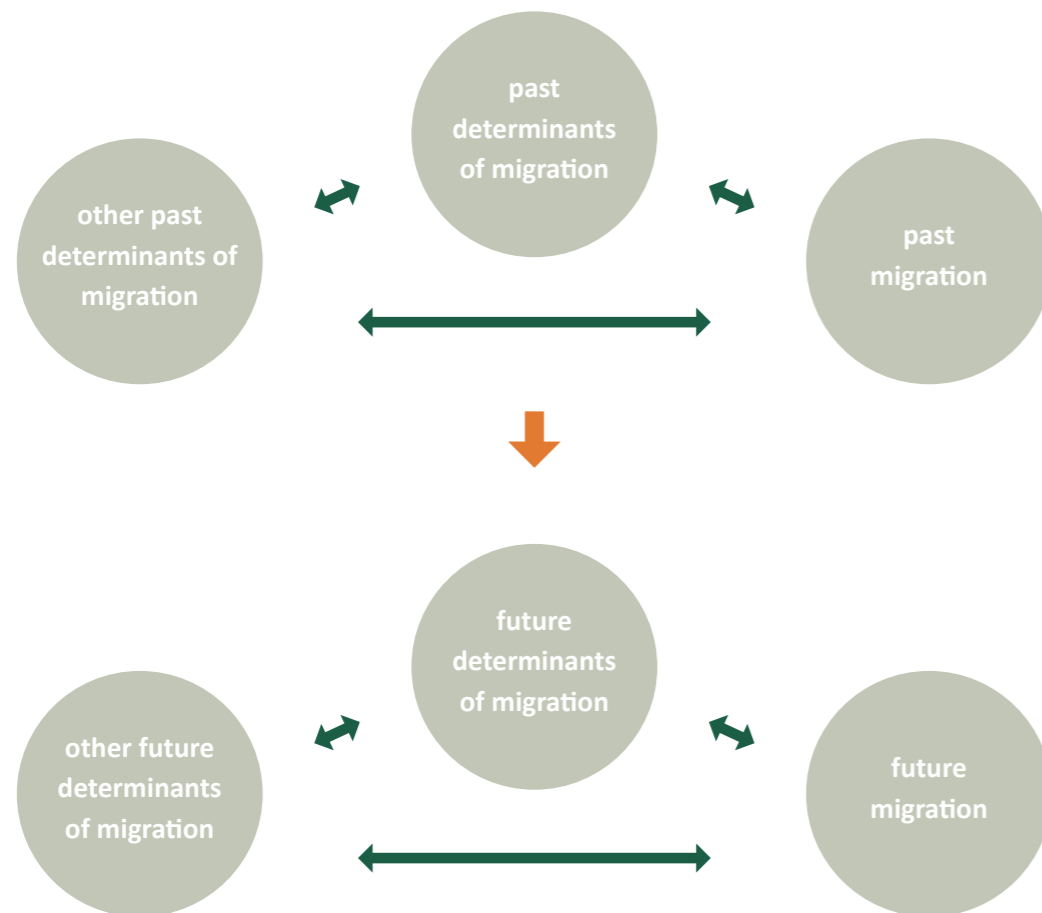 past
determinants
of migration
other past
determinants of
migration
past
migration
future
determinants
of migration
other future
determinants
of migration
future
migration